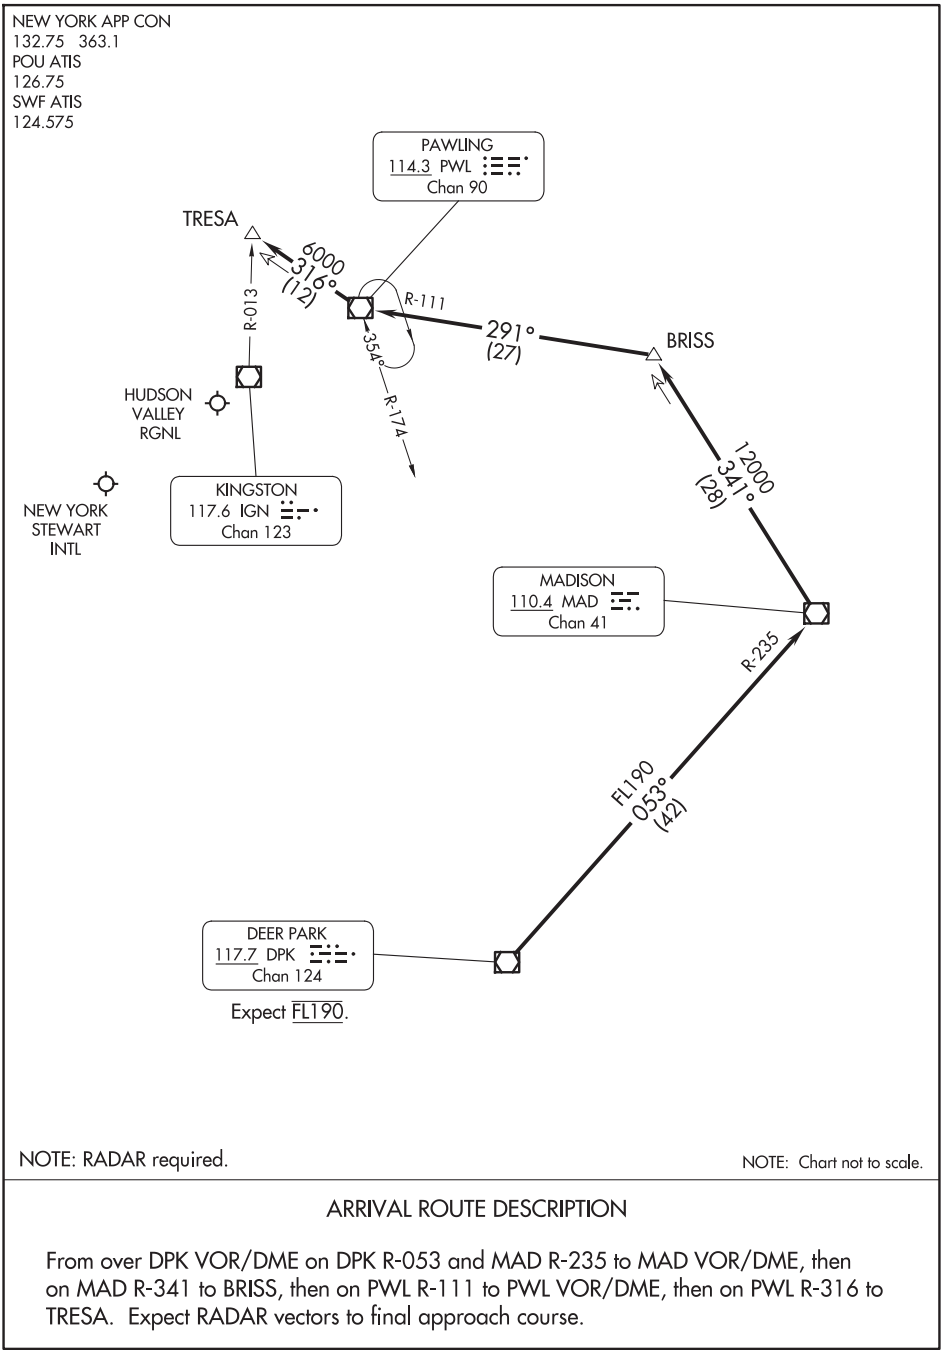 NEW YORK APP CON
132.75 363.1
POU ATIS
126.75
SWF ATIS
124.575
PAWLING
114.3 PWL
Chan 90
TRESA
6000
316°
(12)
R-111
291°
(27)
BRISS
R-013
354°
R-174
HUDSON
VALLEY
RGNL
KINGSTON
117.6 IGN
Chan 123
NEW YORK
STEWART
INTL
12000
341°
(28)
MADISON
110.4 MAD
Chan 41
R-235
FL190
053°
(42)
DEER PARK
117.7 DPK
Chan 124
Expect FL190.
NOTE: RADAR required.
NOTE: Chart not to scale.
ARRIVAL ROUTE DESCRIPTION
From over DPK VOR/DME on DPK R-053 and MAD R-235 to MAD VOR/DME, then
on MAD R-341 to BRISS, then on PWL R-111 to PWL VOR/DME, then on PWL R-316 to
TRESA. Expect RADAR vectors to final approach course.